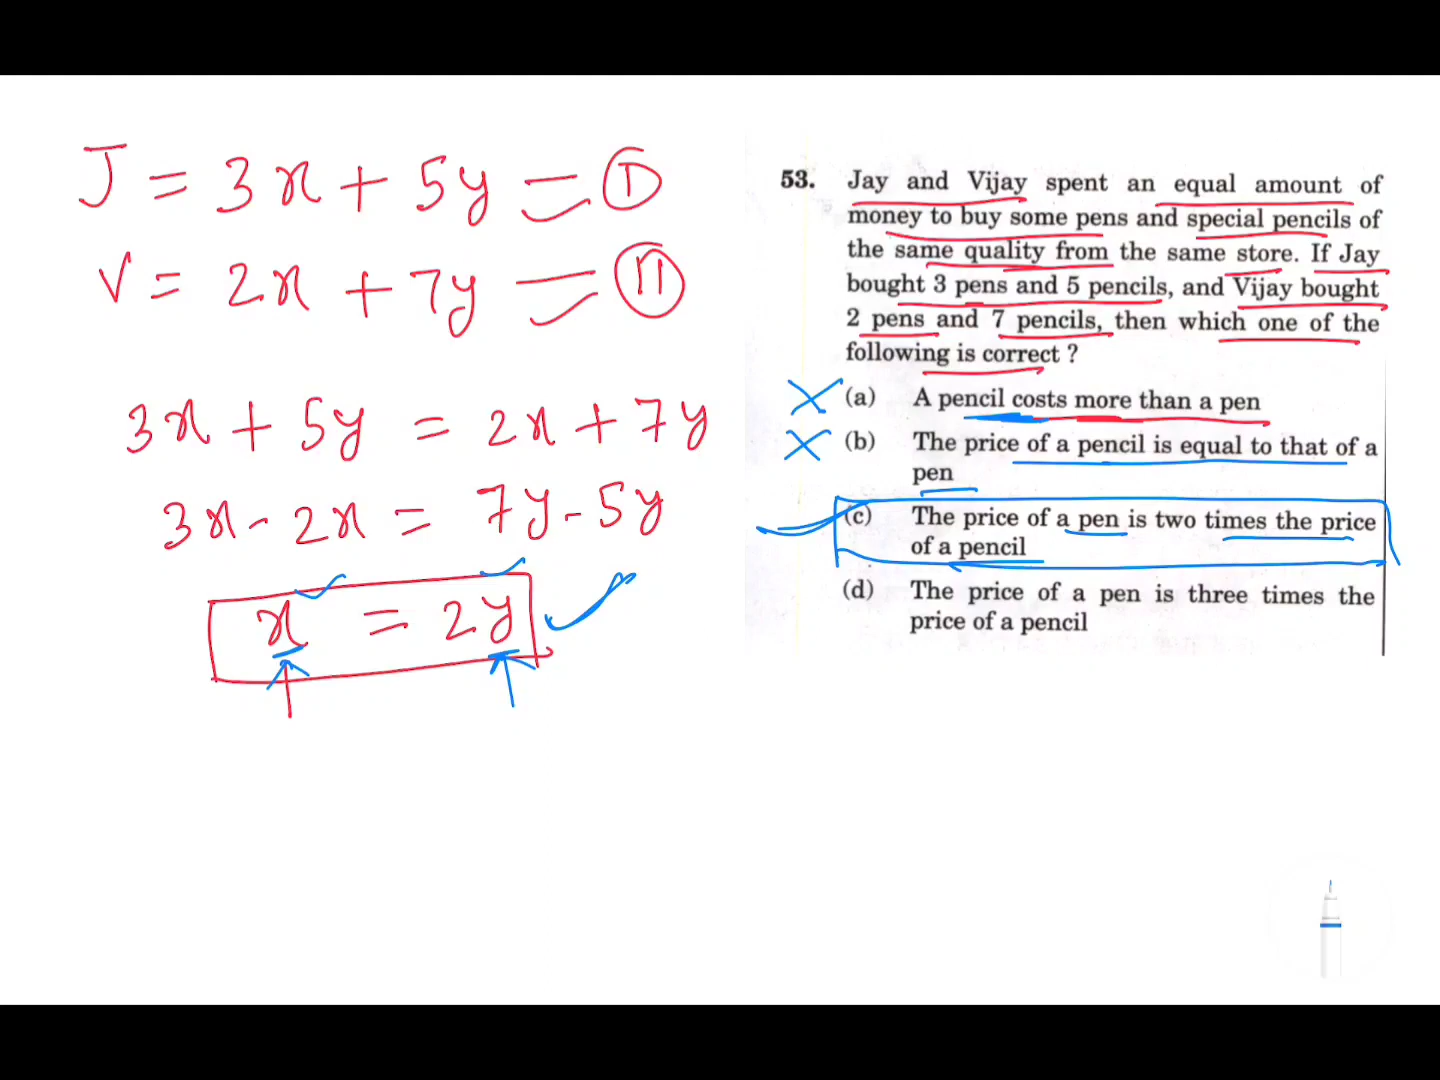 J = 3x + 5y = I
V = 2x + 7y = II
3x + 5y = 2x + 7y
3x - 2x = 7y - 5y
x = 2y
53. Jay and Vijay spent an equal amount of
money to buy some pens and special pencils of
the same quality from the same store. If Jay
bought 3 pens and 5 pencils, and Vijay bought
2 pens and 7 pencils, then which one of the
following is correct ?
(a) A pencil costs more than a pen
(b) The price of a pencil is equal to that of a
pen
(c) The price of a pen is two times the price
of a pencil
(d) The price of a pen is three times the
price of a pencil